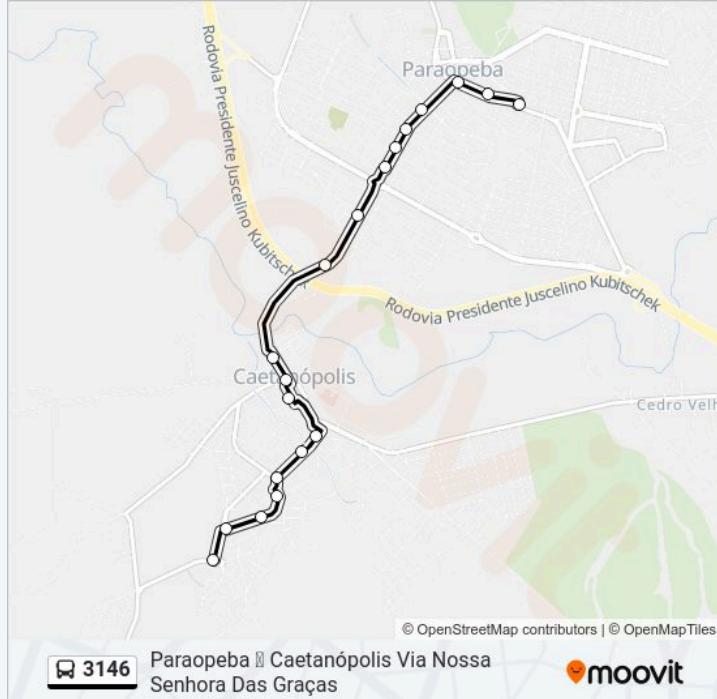 Paraopeba
Rodovia Presidente Juscelino Kubitschek
Rodovia Presidente Juscelino Kubitschek
Caetanópolis
Cedro Velh
moovit
© OpenStreetMap contributors | © OpenMapTiles
3146
Paraopeba ▯ Caetanópolis Via Nossa
Senhora Das Graças
moovit